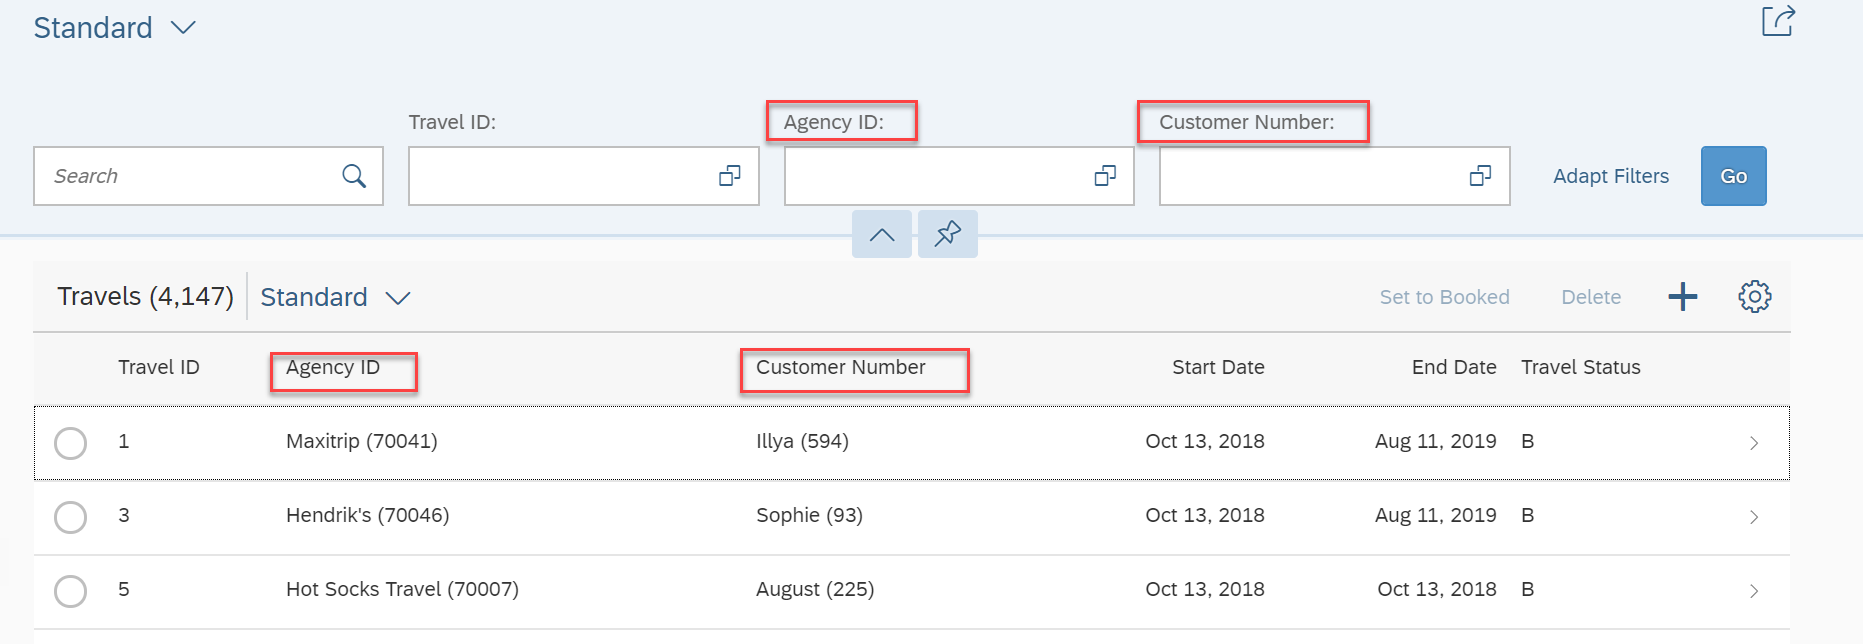 Standard
Travel ID: Agency ID: Customer Number:
Search Adapt Filters Go
Travels (4,147) Standard Set to Booked Delete
Travel ID Agency ID Customer Number Start Date End Date Travel Status
1 Maxitrip (70041) Illya (594) Oct 13, 2018 Aug 11, 2019 B
3 Hendrik's (70046) Sophie (93) Oct 13, 2018 Aug 11, 2019 B
5 Hot Socks Travel (70007) August (225) Oct 13, 2018 Oct 13, 2018 B